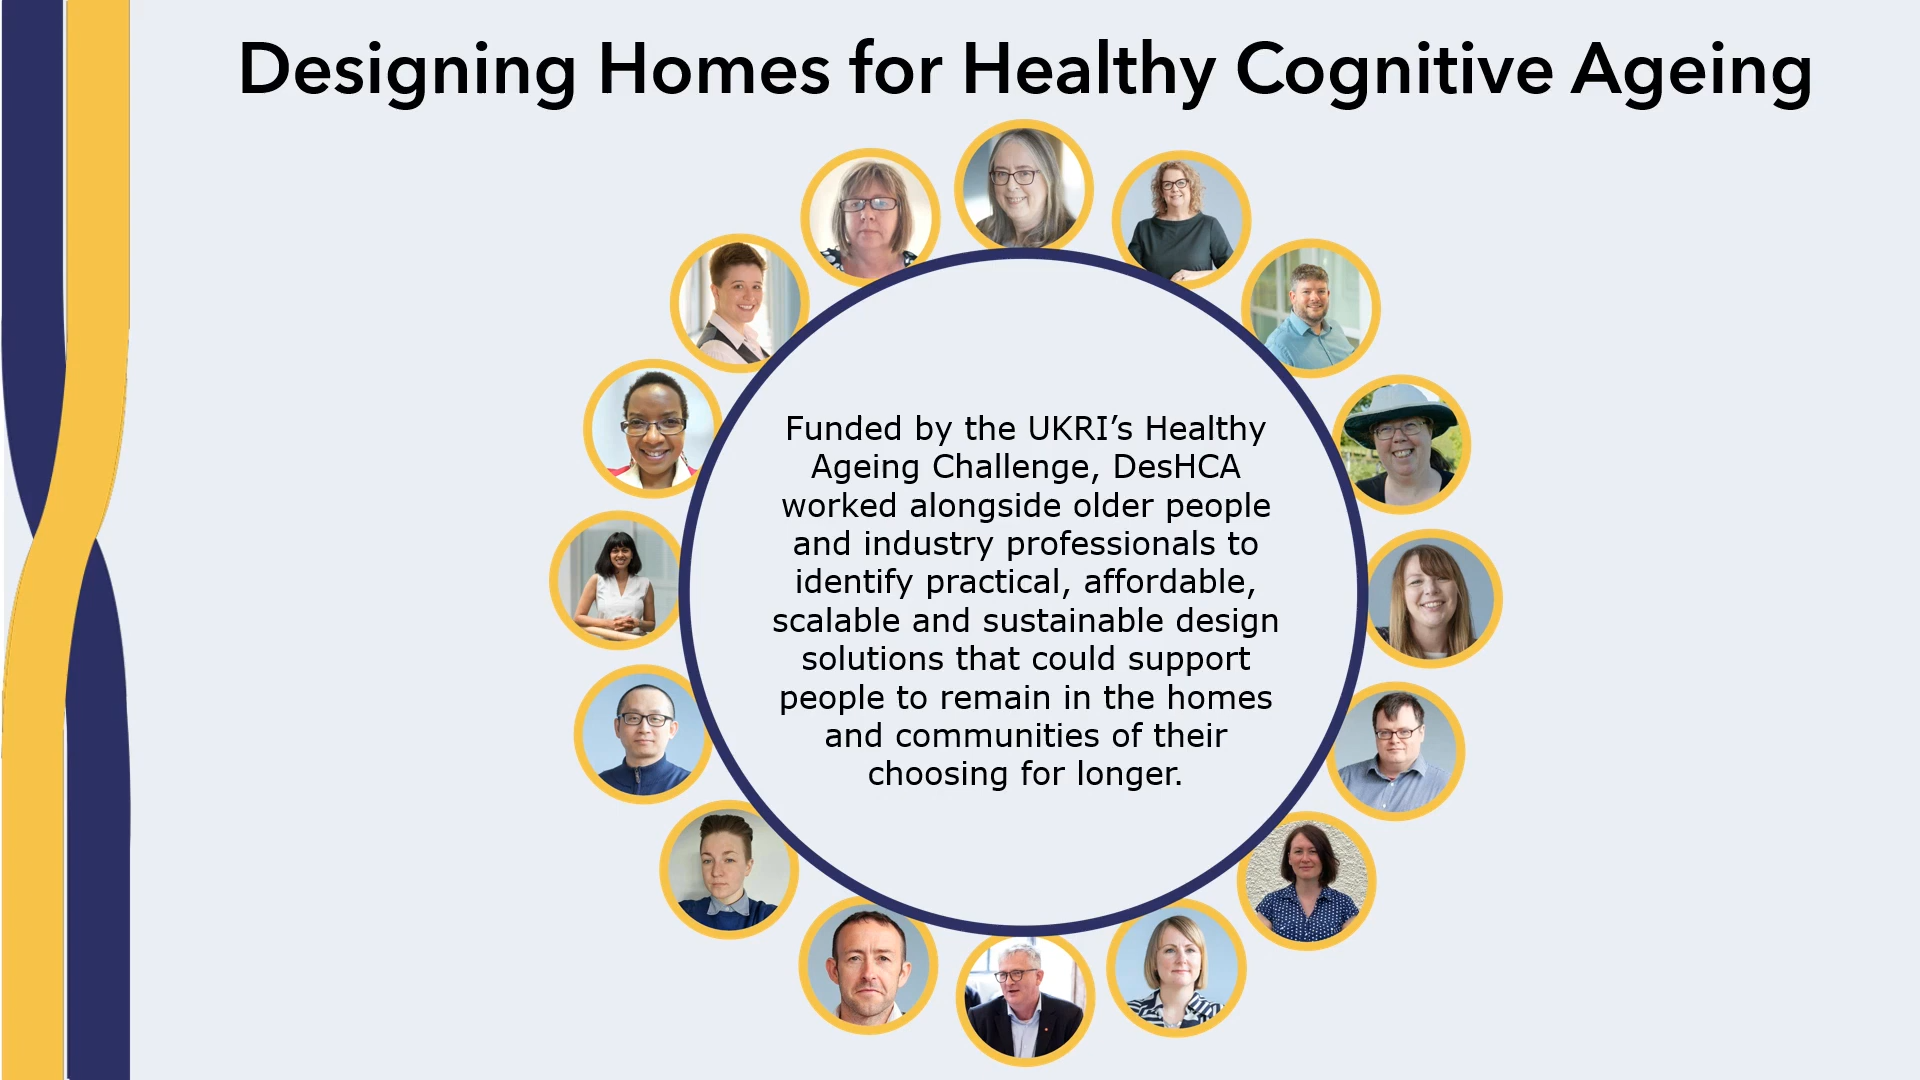 Designing Homes for Healthy Cognitive Ageing
Funded by the UKRI’s Healthy
Ageing Challenge, DesHCA
worked alongside older people
and industry professionals to
identify practical, affordable,
scalable and sustainable design
solutions that could support
people to remain in the homes
and communities of their
choosing for longer.